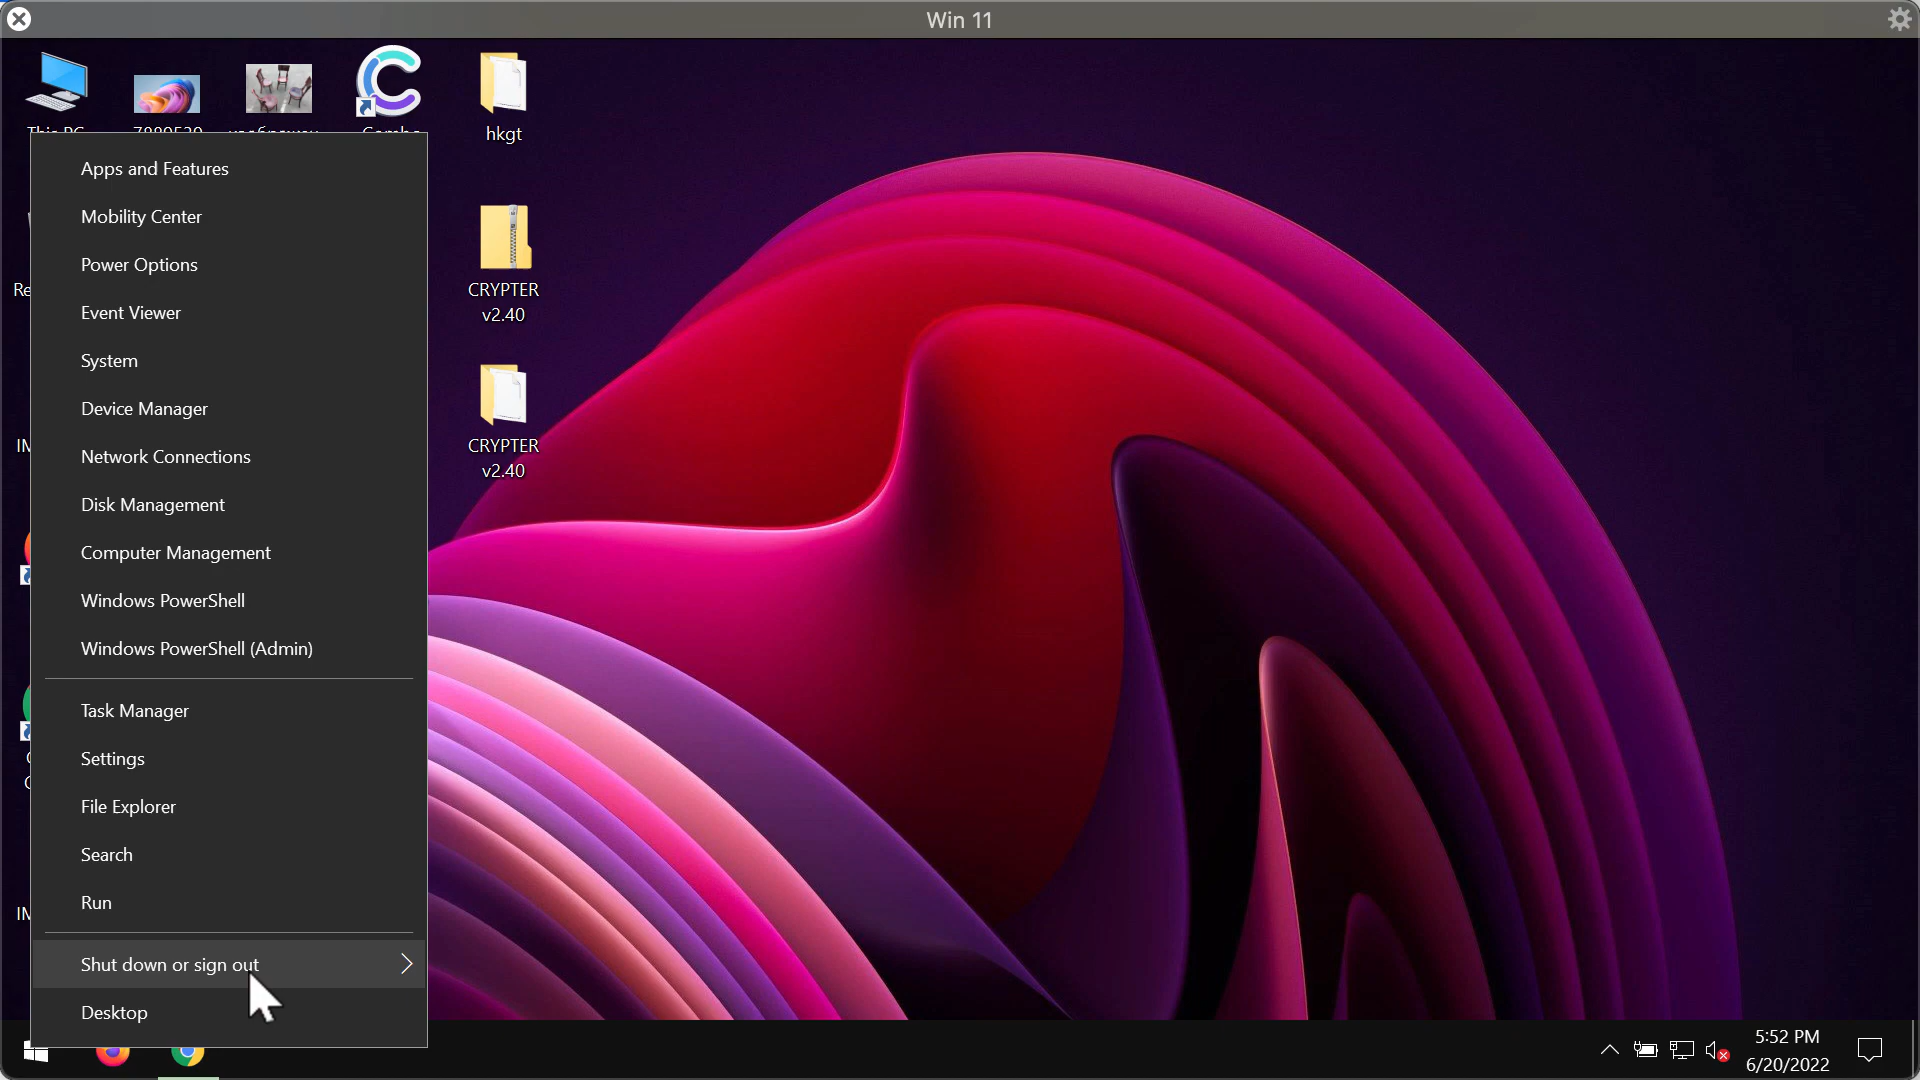 Win 11
This PC
hkgt
CRYPTER
v2.40
CRYPTER
v2.40
Apps and Features
Mobility Center
Power Options
Event Viewer
System
Device Manager
Network Connections
Disk Management
Computer Management
Windows PowerShell
Windows PowerShell (Admin)
Task Manager
Settings
File Explorer
Search
Run
Shut down or sign out
Desktop
5:52 PM
6/20/2022